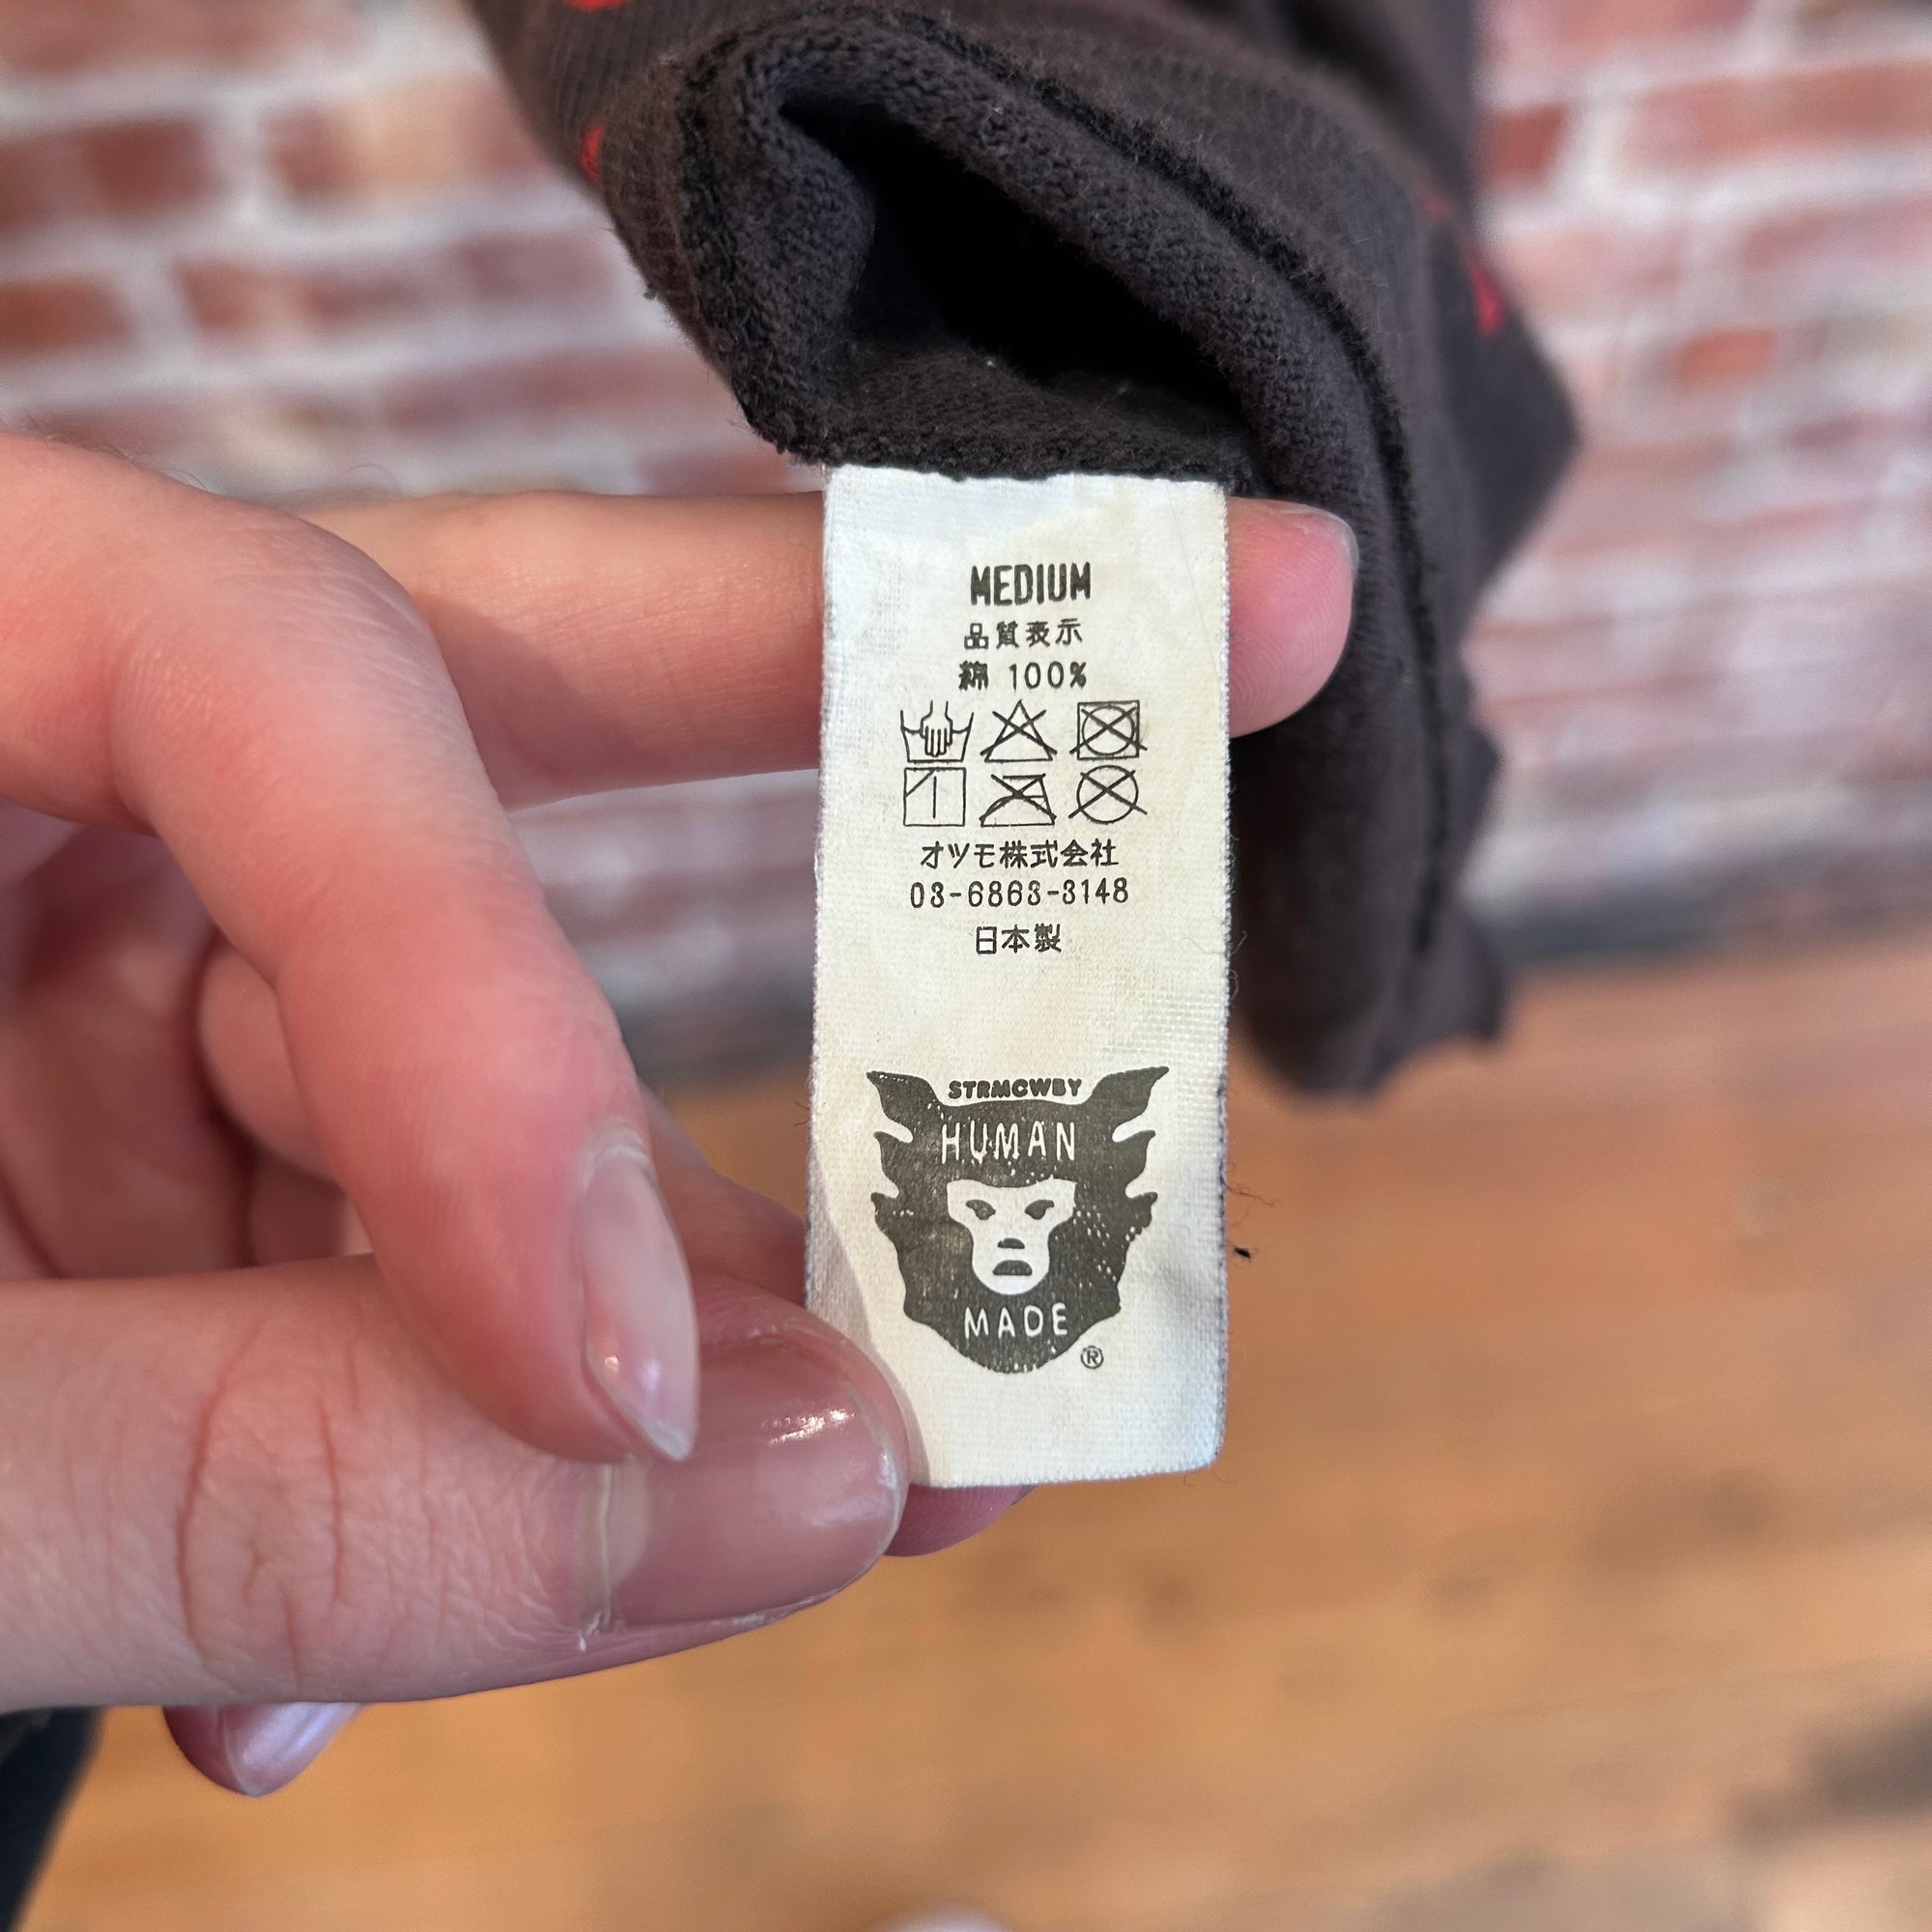 MEDIUM
品質表示
綿 100%
オツモ株式会社
03-6863-3148
日本製
STRMCWBY
HUMAN
MADE
®